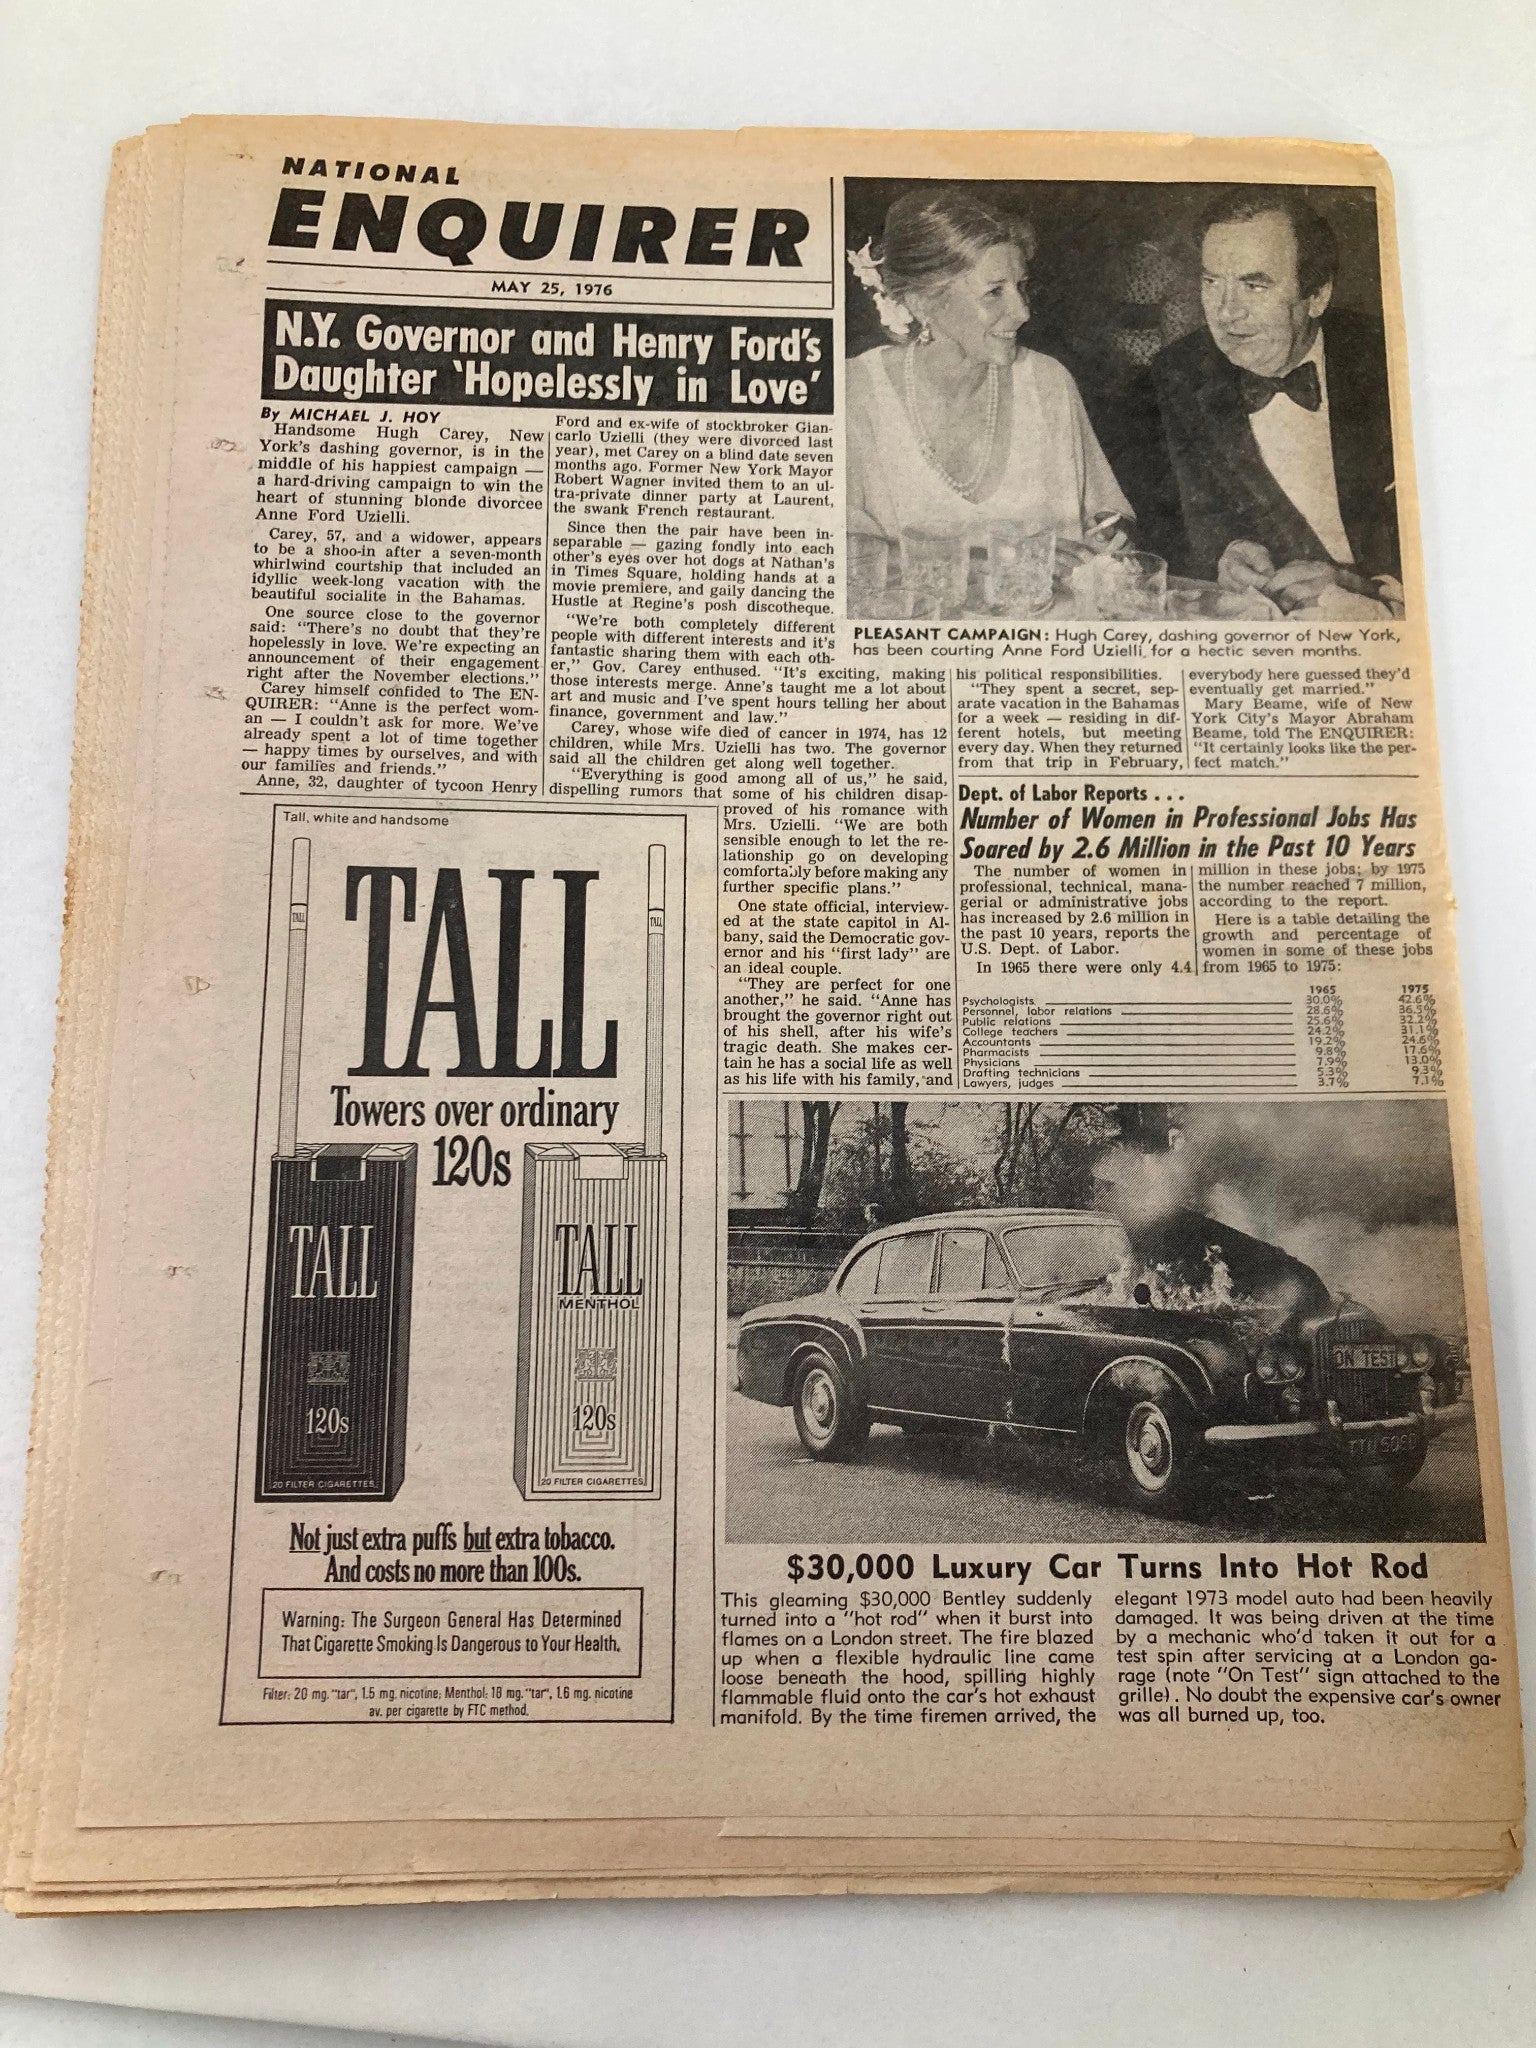 NATIONAL
ENQUIRER
MAY 25, 1976
N.Y. Governor and Henry Ford's
Daughter 'Hopelessly in Love'
By MICHAEL J. HOY
Handsome Hugh Carey, New
York's dashing governor, is in the
middle of his happiest campaign —
a hard-driving campaign to win the
heart of stunning blonde divorcee
Anne Ford Uzielli.
Carey, 57, and a widower, appears
to be a shoo-in after a seven-month
whirlwind courtship that included an
idyllic week-long vacation with the
beautiful socialite in the Bahamas.
One source close to the governor
said: "There's no doubt that they're
hopelessly in love. We're expecting an
announcement of their engagement
right after the November elections."
Carey himself confided to The EN-
QUIRER: "Anne is the perfect wom-
an — I couldn't ask for more. We've
already spent a lot of time together
— happy times by ourselves, and with
our families and friends."
Anne, 32, daughter of tycoon Henry
Ford and ex-wife of stockbroker Gian-
carlo Uzielli (they were divorced last
year), met Carey on a blind date seven
months ago. Former New York Mayor
Robert Wagner invited them to an ul-
tra-private dinner party at Laurent,
the swank French restaurant.
Since then the pair have been in-
separable — gazing fondly into each
other's eyes over hot dogs at Nathan's
in Times Square, holding hands at a
movie premiere, and gaily dancing the
Hustle at Regine's posh discotheque.
"We're both completely different
people with different interests and it's
fantastic sharing them with each oth-
er," Gov. Carey enthused. "It's exciting, making
those interests merge. Anne's taught me a lot about
art and music and I've spent hours telling her about
finance, government and law."
Carey, whose wife died of cancer in 1974, has 12
children, while Mrs. Uzielli has two. The governor
said all the children get along well together.
"Everything is good among all of us," he said,
dispelling rumors that some of his children disap-
proved of his romance with
Mrs. Uzielli. "We are both
sensible enough to let the re-
lationship go on developing
comfortably before making any
further specific plans."
One state official, interview-
ed at the state capitol in Al-
bany, said the Democratic gov-
ernor and his "first lady" are
an ideal couple.
"They are perfect for one
another," he said. "Anne has
brought the governor right out
of his shell, after his wife's
tragic death. She makes cer-
tain he has a social life as well
as his life with his family, and
his political responsibilities.
"They spent a secret, sep-
arate vacation in the Bahamas
for a week — residing in dif-
ferent hotels, but meeting
every day. When they returned
from that trip in February,
everybody here guessed they'd
eventually get married."
Mary Beame, wife of New
York City's Mayor Abraham
Beame, told The ENQUIRER:
"It certainly looks like the per-
fect match."
PLEASANT CAMPAIGN: Hugh Carey, dashing governor of New York,
has been courting Anne Ford Uzielli for a hectic seven months.
Dept. of Labor Reports . . .
Number of Women in Professional Jobs Has
Soared by 2.6 Million in the Past 10 Years
The number of women in
professional, technical, mana-
gerial or administrative jobs
has increased by 2.6 million in
the past 10 years, reports the
U.S. Dept. of Labor.
In 1965 there were only 4.4
million in these jobs; by 1975
the number reached 7 million,
according to the report.
Here is a table detailing the
growth and percentage of
women in some of these jobs
from 1965 to 1975:
1965 1975
Psychologists 30.0% 42.6%
Personnel, labor relations 28.6% 36.5%
Public relations 25.6% 32.2%
College teachers 24.2% 31.1%
Accountants 19.2% 24.6%
Pharmacists 9.8% 17.6%
Physicians 7.9% 13.0%
Drafting technicians 5.3% 9.3%
Lawyers, judges 3.7% 7.1%
Tall, white and handsome
TALL
TALL
TALL
Towers over ordinary
120s
TALL
120s
20 FILTER CIGARETTES
TALL
MENTHOL
120s
20 FILTER CIGARETTES
Not just extra puffs but extra tobacco.
And costs no more than 100s.
Warning: The Surgeon General Has Determined
That Cigarette Smoking Is Dangerous to Your Health.
Filter: 20 mg. "tar", 1.5 mg. nicotine; Menthol: 18 mg. "tar", 1.6 mg. nicotine
av. per cigarette by FTC method.
ON TEST
$30,000 Luxury Car Turns Into Hot Rod
This gleaming $30,000 Bentley suddenly
turned into a "hot rod" when it burst into
flames on a London street. The fire blazed
up when a flexible hydraulic line came
loose beneath the hood, spilling highly
flammable fluid onto the car's hot exhaust
manifold. By the time firemen arrived, the
elegant 1973 model auto had been heavily
damaged. It was being driven at the time
by a mechanic who'd taken it out for a
test spin after servicing at a London ga-
rage (note "On Test" sign attached to the
grille). No doubt the expensive car's owner
was all burned up, too.